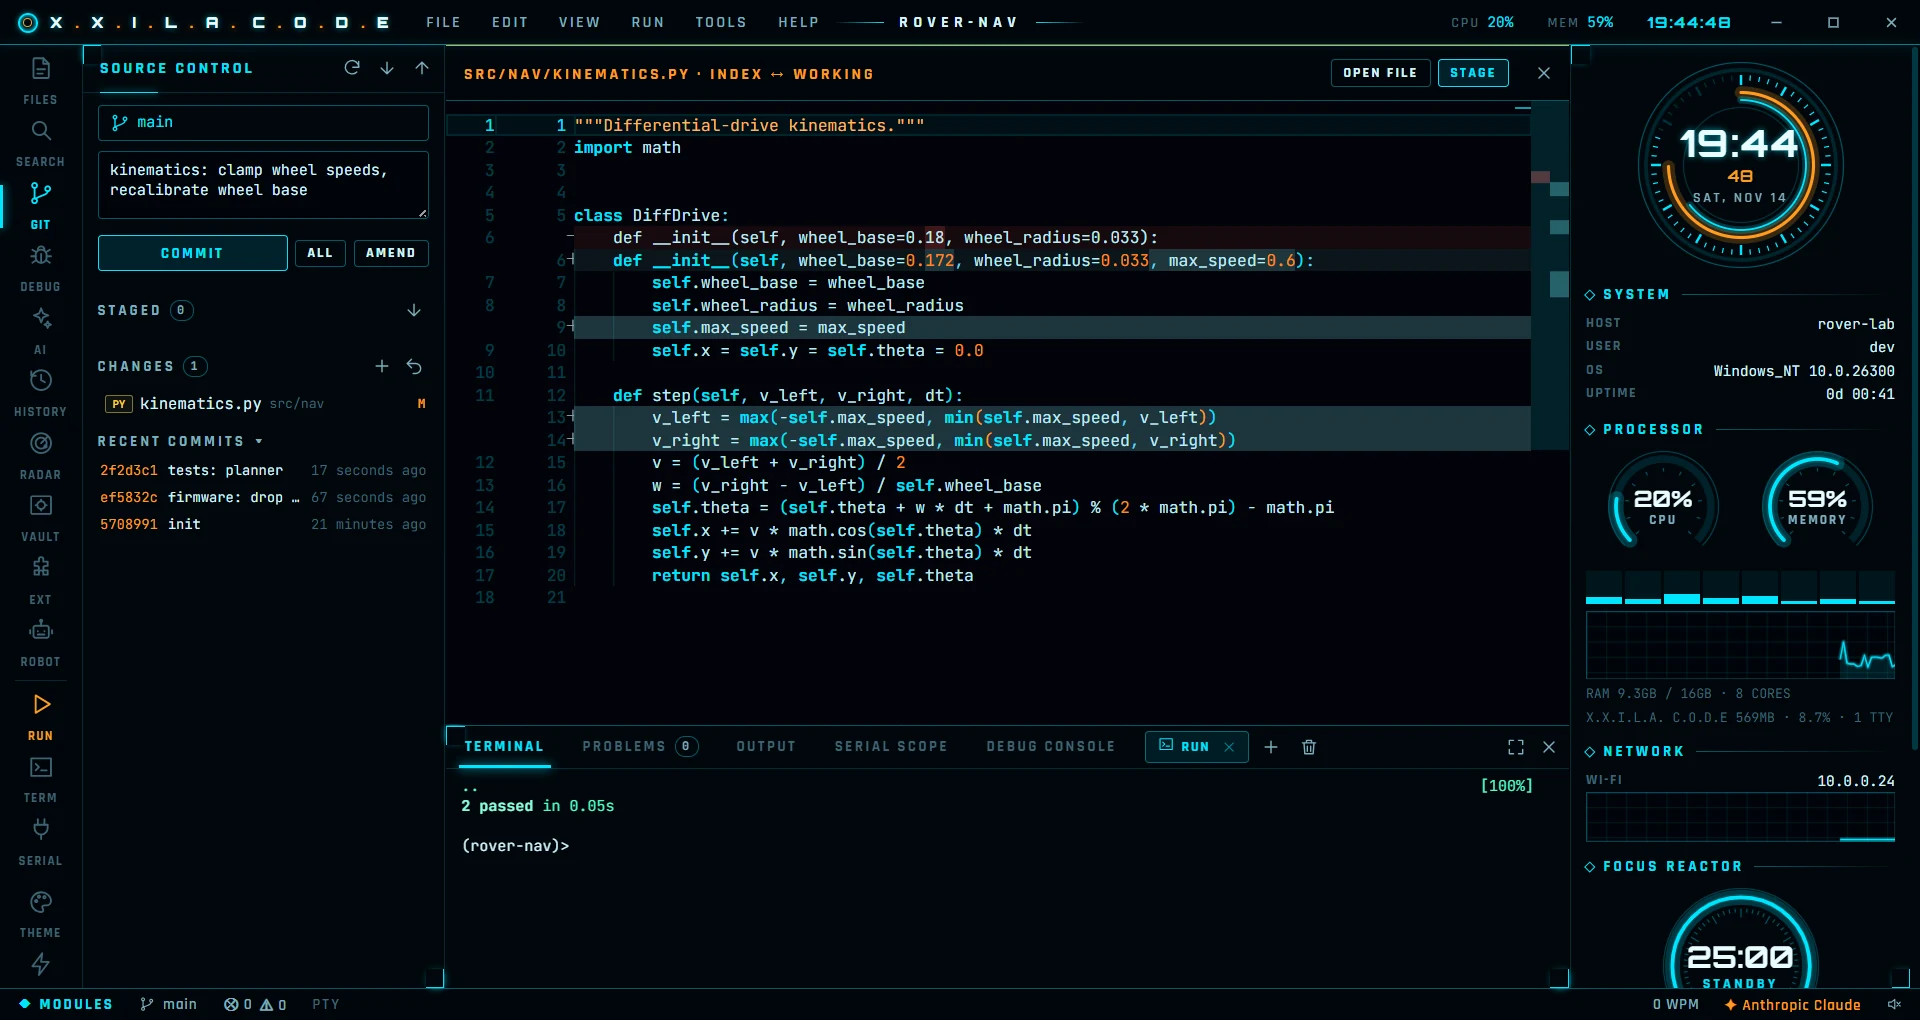 X.X.I.L.A.C.O.D.E FILE EDIT VIEW RUN TOOLS HELP ROVER-NAV CPU 20% MEM 59% 19:44:48
FILES
SEARCH
GIT
DEBUG
AI
HISTORY
RADAR
VAULT
EXT
ROBOT
RUN
TERM
SERIAL
THEME
SOURCE CONTROL
main
kinematics: clamp wheel speeds,
recalibrate wheel base
COMMIT ALL AMEND
STAGED 0
CHANGES 1
PY kinematics.py src/nav M
RECENT COMMITS
2f2d3c1 tests: planner 17 seconds ago
ef5832c firmware: drop … 67 seconds ago
5708991 init 21 minutes ago
SRC/NAV/KINEMATICS.PY · INDEX ↔ WORKING OPEN FILE STAGE
1 1 """Differential-drive kinematics."""
2 2 import math
3 3
4 4
5 5 class DiffDrive:
6 − def __init__(self, wheel_base=0.18, wheel_radius=0.033):
6+ def __init__(self, wheel_base=0.172, wheel_radius=0.033, max_speed=0.6):
7 7 self.wheel_base = wheel_base
8 8 self.wheel_radius = wheel_radius
9+ self.max_speed = max_speed
9 10 self.x = self.y = self.theta = 0.0
10 11
11 12 def step(self, v_left, v_right, dt):
13+ v_left = max(-self.max_speed, min(self.max_speed, v_left))
14+ v_right = max(-self.max_speed, min(self.max_speed, v_right))
12 15 v = (v_left + v_right) / 2
13 16 w = (v_right - v_left) / self.wheel_base
14 17 self.theta = (self.theta + w * dt + math.pi) % (2 * math.pi) - math.pi
15 18 self.x += v * math.cos(self.theta) * dt
16 19 self.y += v * math.sin(self.theta) * dt
17 20 return self.x, self.y, self.theta
18 21
TERMINAL PROBLEMS 0 OUTPUT SERIAL SCOPE DEBUG CONSOLE RUN
.. [100%]
2 passed in 0.05s
(rover-nav)>
19:44
48
SAT, NOV 14
SYSTEM
HOST rover-lab
USER dev
OS Windows_NT 10.0.26300
UPTIME 0d 00:41
PROCESSOR
20% CPU
59% MEMORY
RAM 9.3GB / 16GB · 8 CORES
X.X.I.L.A. C.O.D.E 569MB · 8.7% · 1 TTY
NETWORK
WI-FI 10.0.0.24
FOCUS REACTOR
25:00
STANDBY
MODULES main 0 0 PTY 0 WPM Anthropic Claude